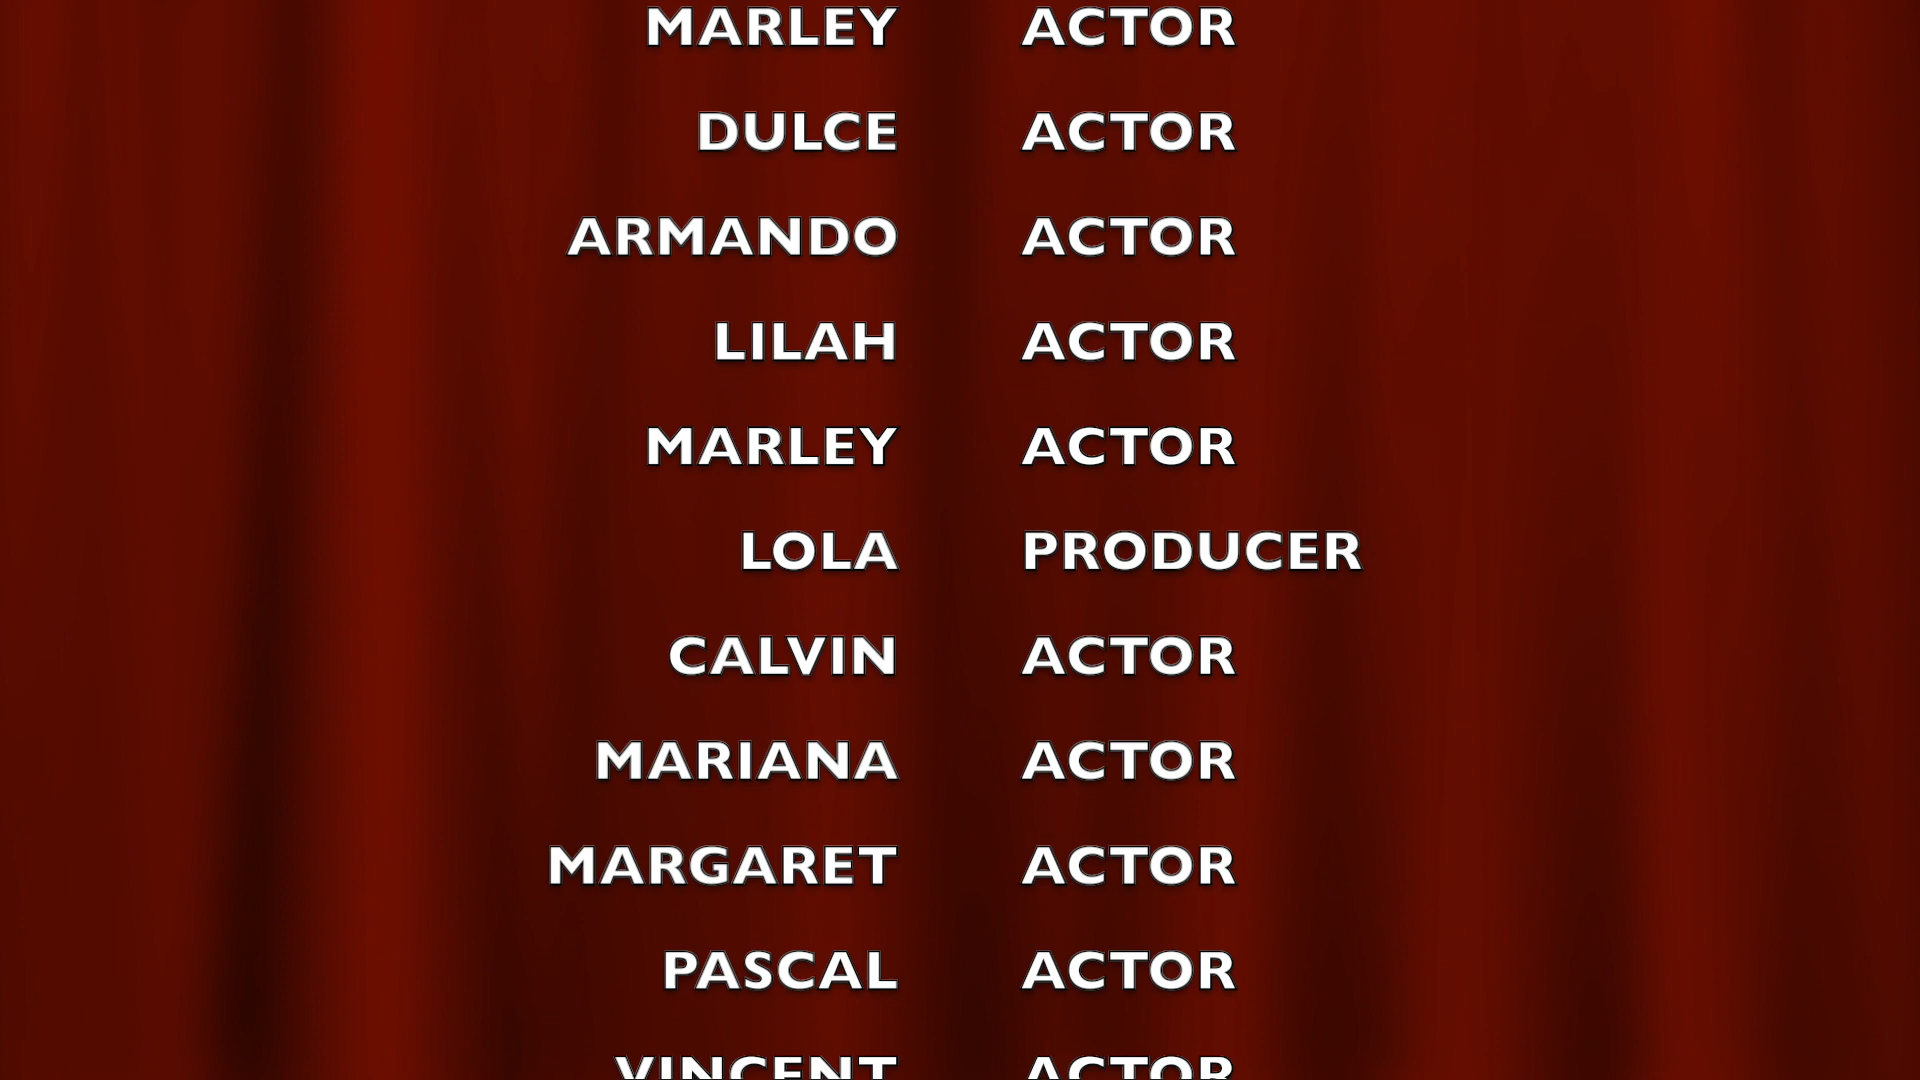 MARLEY ACTOR
DULCE ACTOR
ARMANDO ACTOR
LILAH ACTOR
MARLEY ACTOR
LOLA PRODUCER
CALVIN ACTOR
MARIANA ACTOR
MARGARET ACTOR
PASCAL ACTOR
VINCENT ACTOR